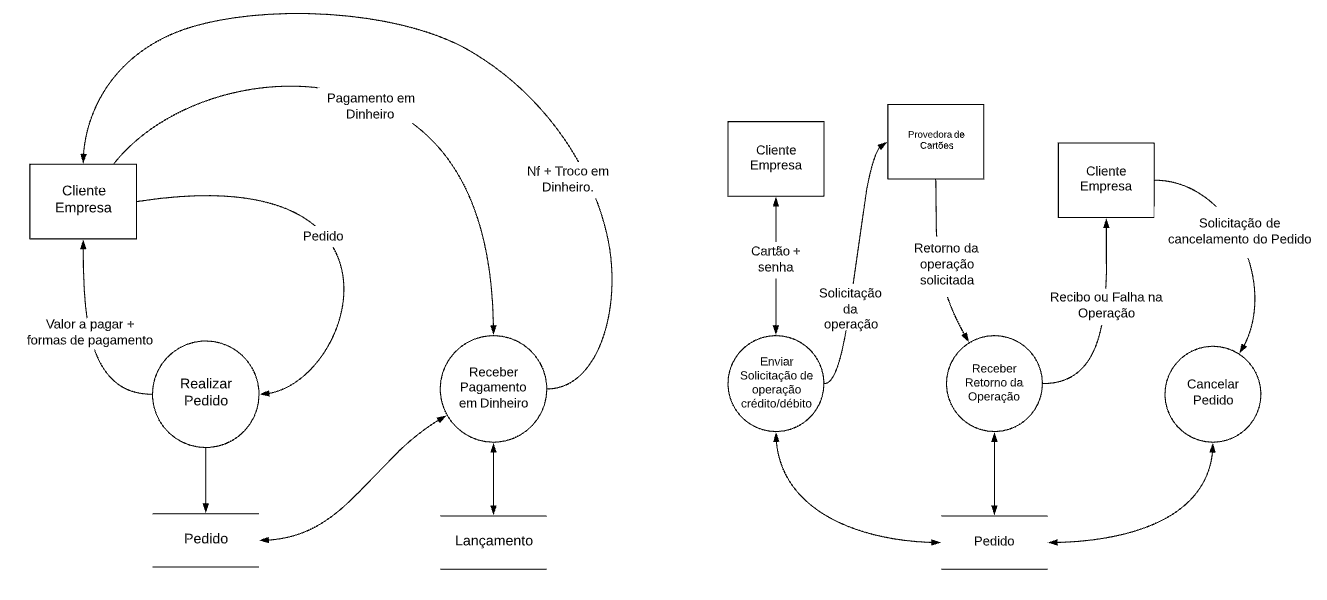 Pagamento em
Dinheiro
Nf + Troco em
Dinheiro.
Cliente
Empresa
Pedido
Valor a pagar +
formas de pagamento
Realizar
Pedido
Receber
Pagamento
em Dinheiro
Pedido
Lançamento
Cliente
Empresa
Provedora de
Cartões
Cliente
Empresa
Cartão +
senha
Solicitação
da
operação
Retorno da
operação
solicitada
Recibo ou Falha na
Operação
Solicitação de
cancelamento do Pedido
Enviar
Solicitação de
operação
crédito/débito
Receber
Retorno da
Operação
Cancelar
Pedido
Pedido